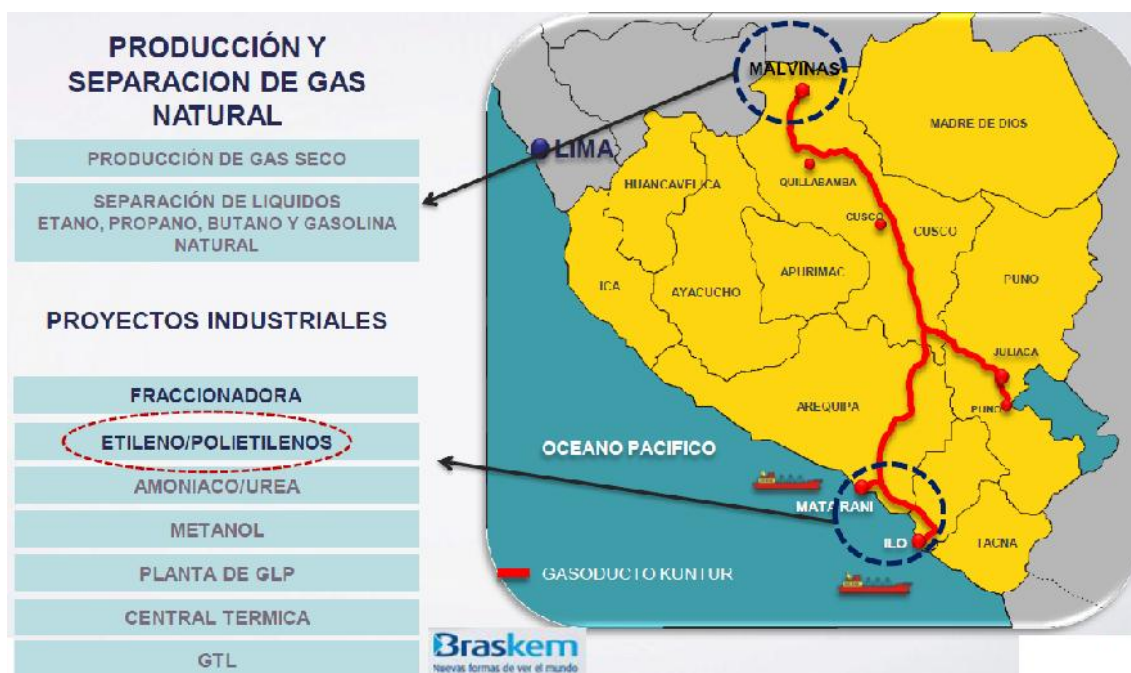 PRODUCCIÓN Y
SEPARACION DE GAS
NATURAL
PRODUCCIÓN DE GAS SECO
SEPARACIÓN DE LIQUIDOS
ETANO, PROPANO, BUTANO Y GASOLINA
NATURAL
PROYECTOS INDUSTRIALES
FRACCIONADORA
ETILENO/POLIETILENOS
AMONIACO/UREA
METANOL
PLANTA DE GLP
CENTRAL TERMICA
GTL
MALVINAS
MADRE DE DIOS
LIMA
HUANCAVELICA
QUILLABAMBA
CUSCO
CUSCO
APURIMAC
PUNO
ICA
AYACUCHO
JULIACA
AREQUIPA
PUNO
OCEANO PACIFICO
MATARANI
ILO
TACNA
GASODUCTO KUNTUR
Braskem
Nuevas formas de ver el mundo